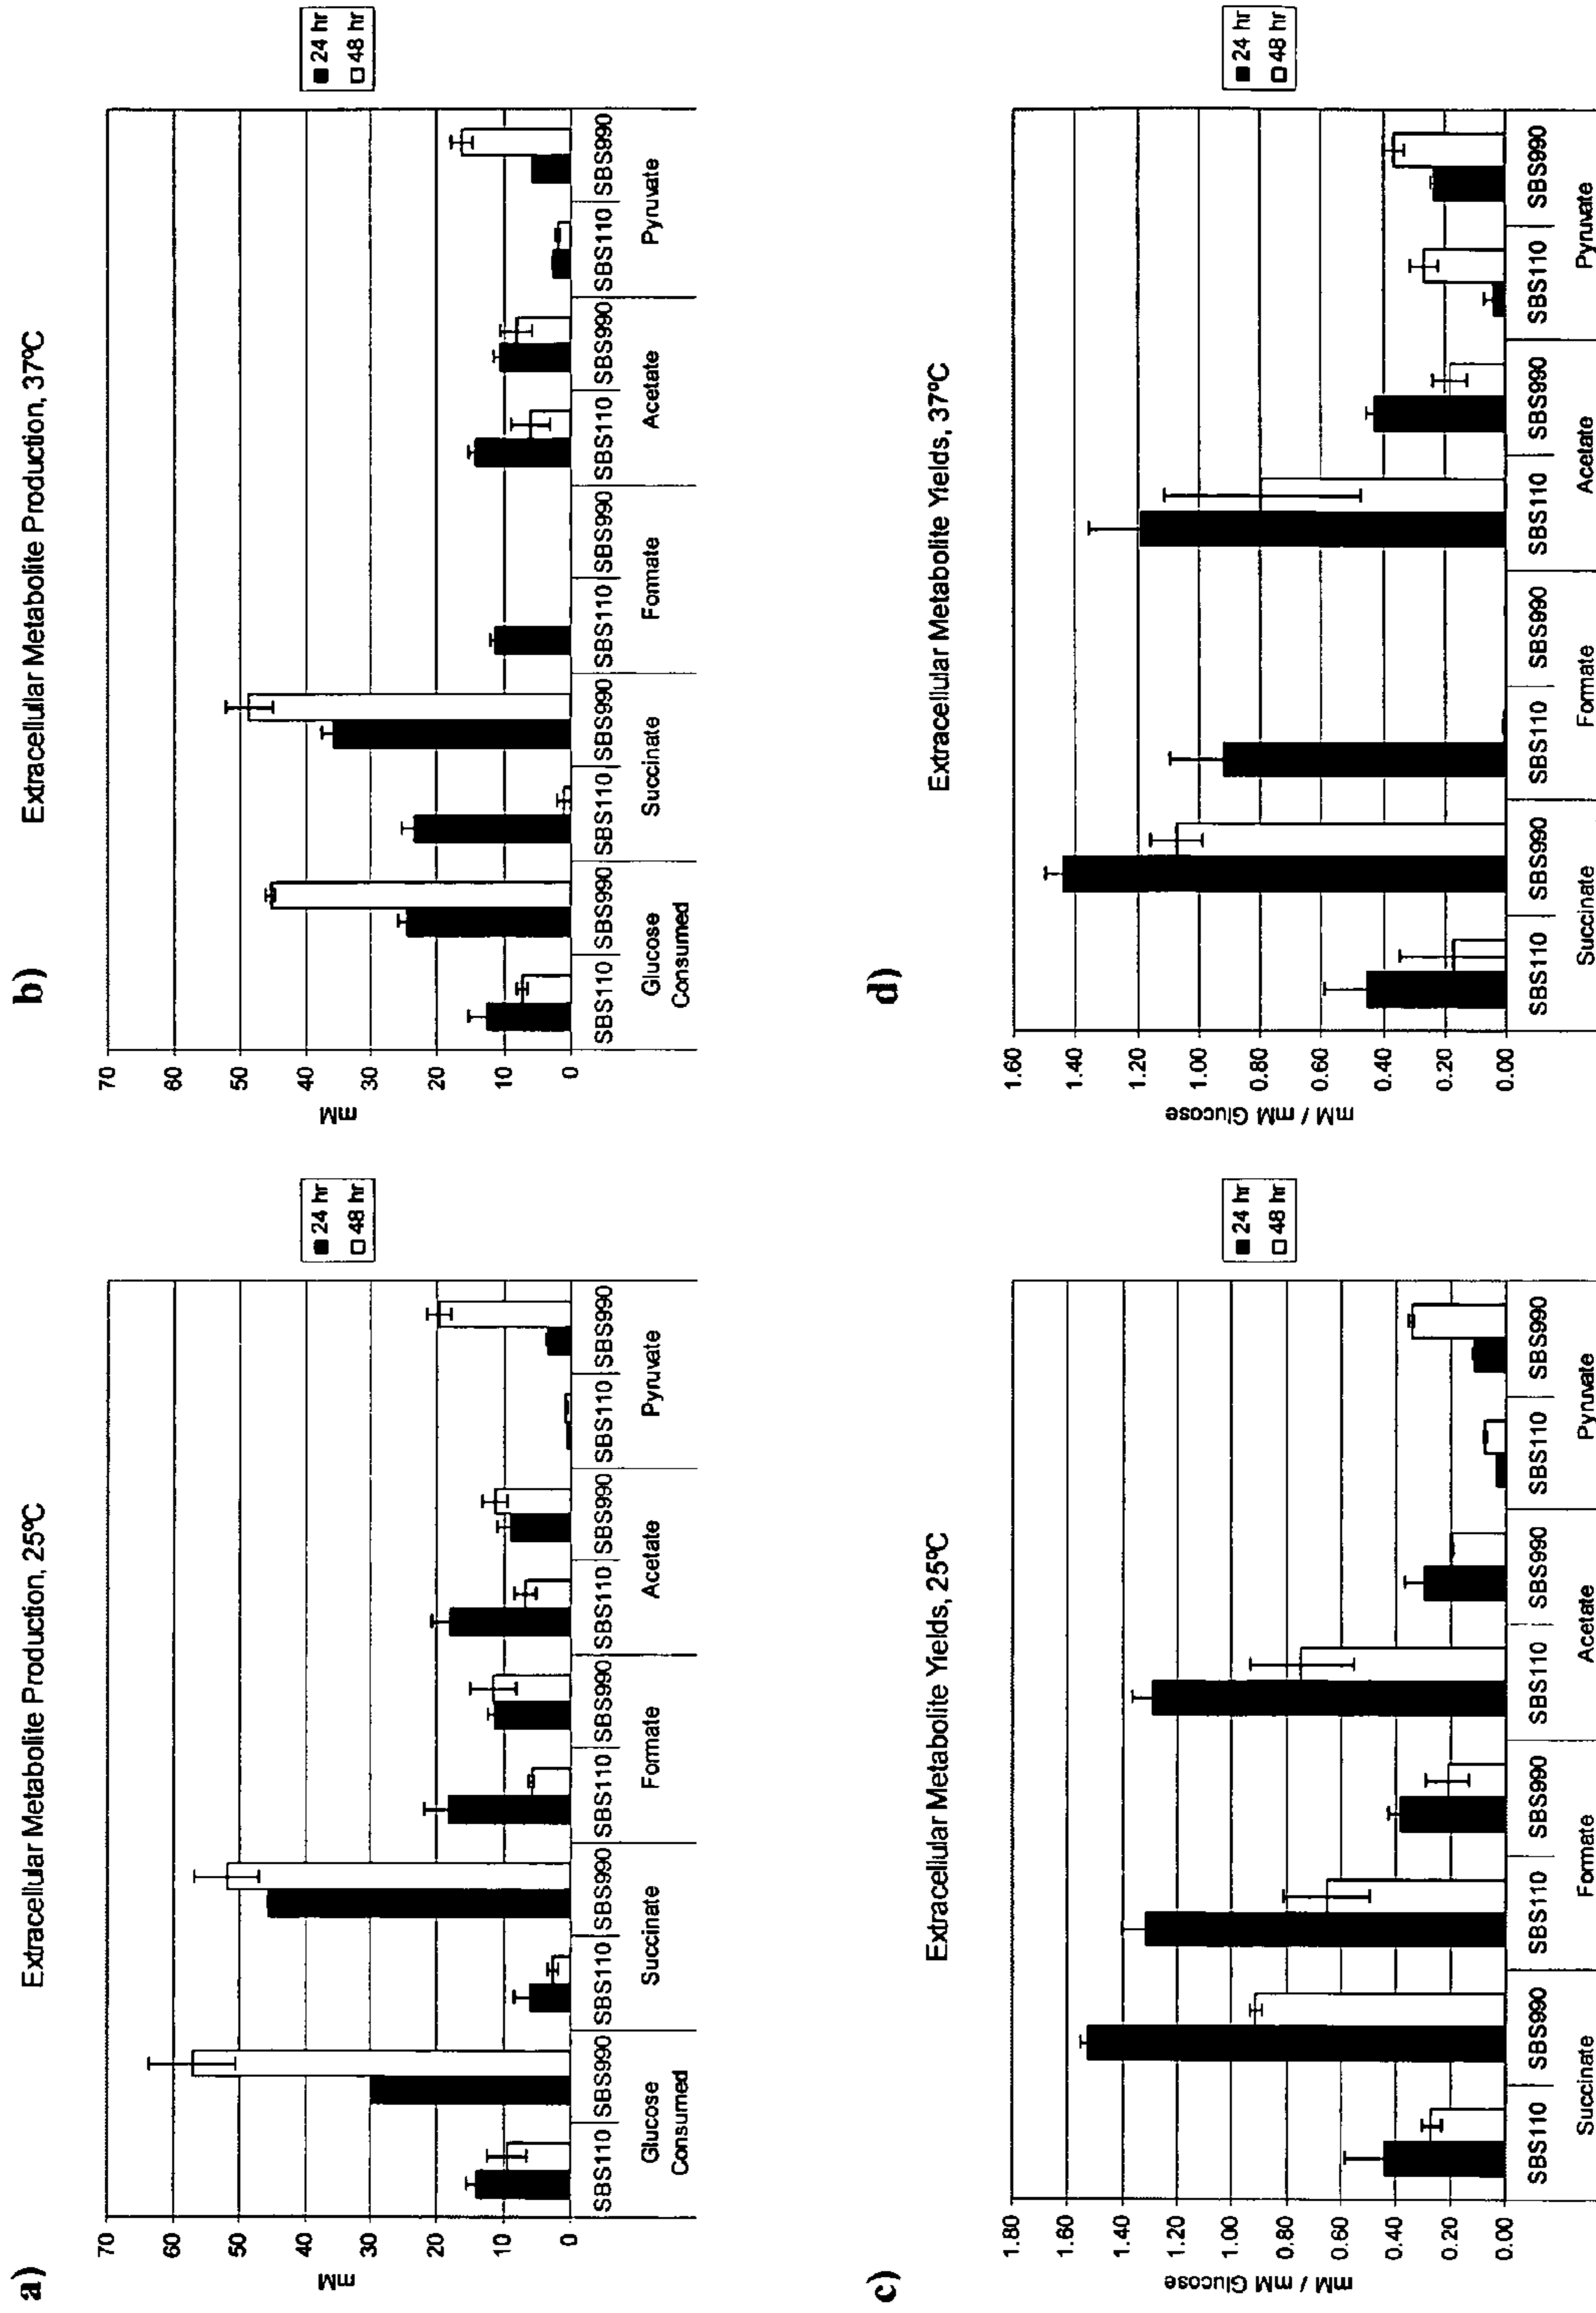 a)
Extracellular Metabolite Production, 25ºC
70
60
50
40
30
20
10
0
mM
SBS110 SBS990 SBS110 SBS990 SBS110 SBS990 SBS110 SBS990 SBS110 SBS990
Glucose Consumed
Succinate
Formate
Acetate
Pyruvate
24 hr
48 hr
b)
Extracellular Metabolite Production, 37ºC
70
60
50
40
30
20
10
0
mM
SBS110 SBS990 SBS110 SBS990 SBS110 SBS990 SBS110 SBS990 SBS110 SBS990
Glucose Consumed
Succinate
Formate
Acetate
Pyruvate
24 hr
48 hr
c)
Extracellular Metabolite Yields, 25ºC
1.80
1.60
1.40
1.20
1.00
0.80
0.60
0.40
0.20
0.00
mM / mM Glucose
SBS110 SBS990 SBS110 SBS990 SBS110 SBS990 SBS110 SBS990
Succinate
Formate
Acetate
Pyruvate
24 hr
48 hr
d)
Extracellular Metabolite Yields, 37ºC
1.60
1.40
1.20
1.00
0.80
0.60
0.40
0.20
0.00
mM / mM Glucose
SBS110 SBS990 SBS110 SBS990 SBS110 SBS990 SBS110 SBS990
Succinate
Formate
Acetate
Pyruvate
24 hr
48 hr